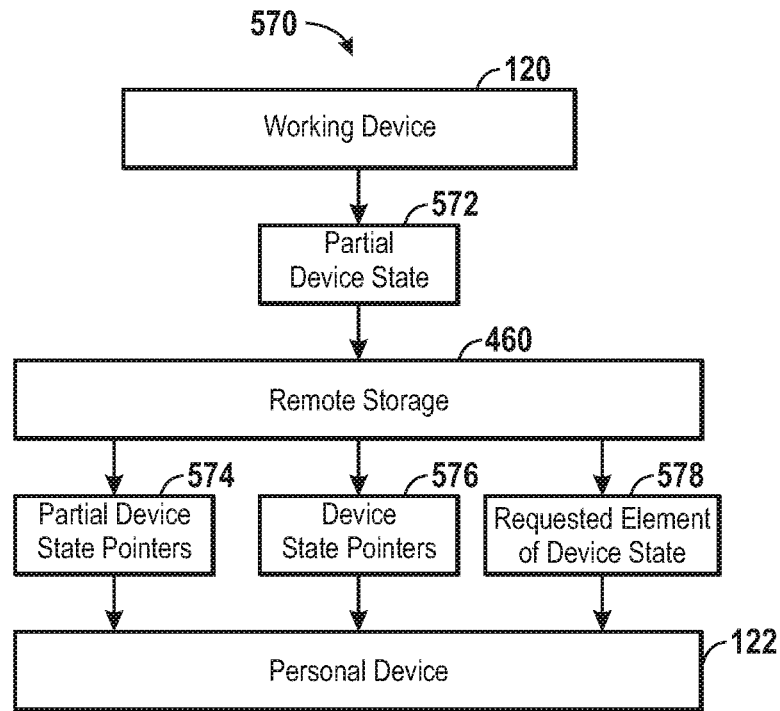 570
120
Working Device
572
Partial
Device State
460
Remote Storage
574
Partial Device
State Pointers
576
Device
State Pointers
578
Requested Element
of Device State
Personal Device
122